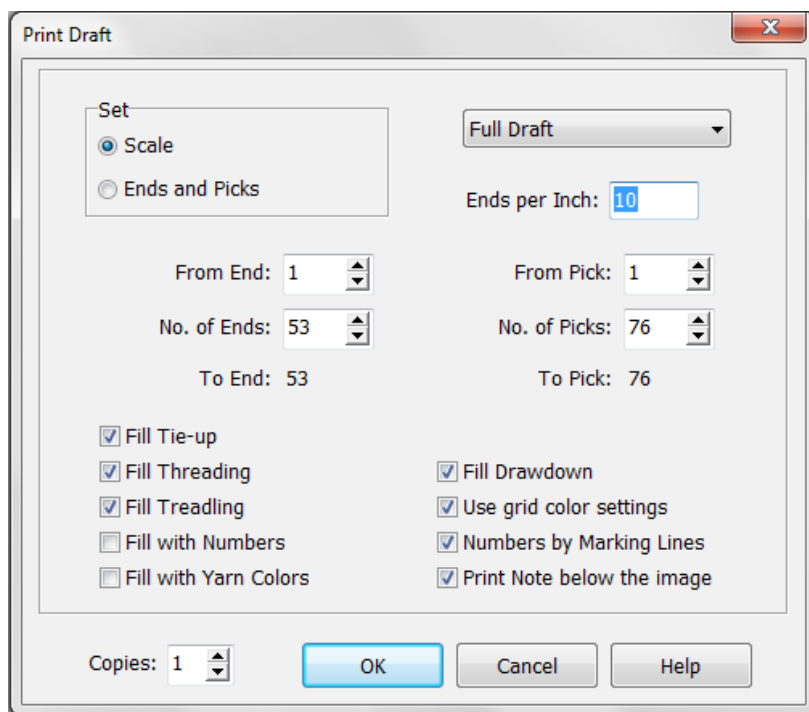 Print Draft
Set
Scale
Full Draft
Ends and Picks
Ends per Inch: 10
From End: 1
From Pick: 1
No. of Ends: 53
No. of Picks: 76
To End: 53
To Pick: 76
Fill Tie-up
Fill Threading
Fill Drawdown
Fill Treadling
Use grid color settings
Fill with Numbers
Numbers by Marking Lines
Fill with Yarn Colors
Print Note below the image
Copies: 1
OK
Cancel
Help